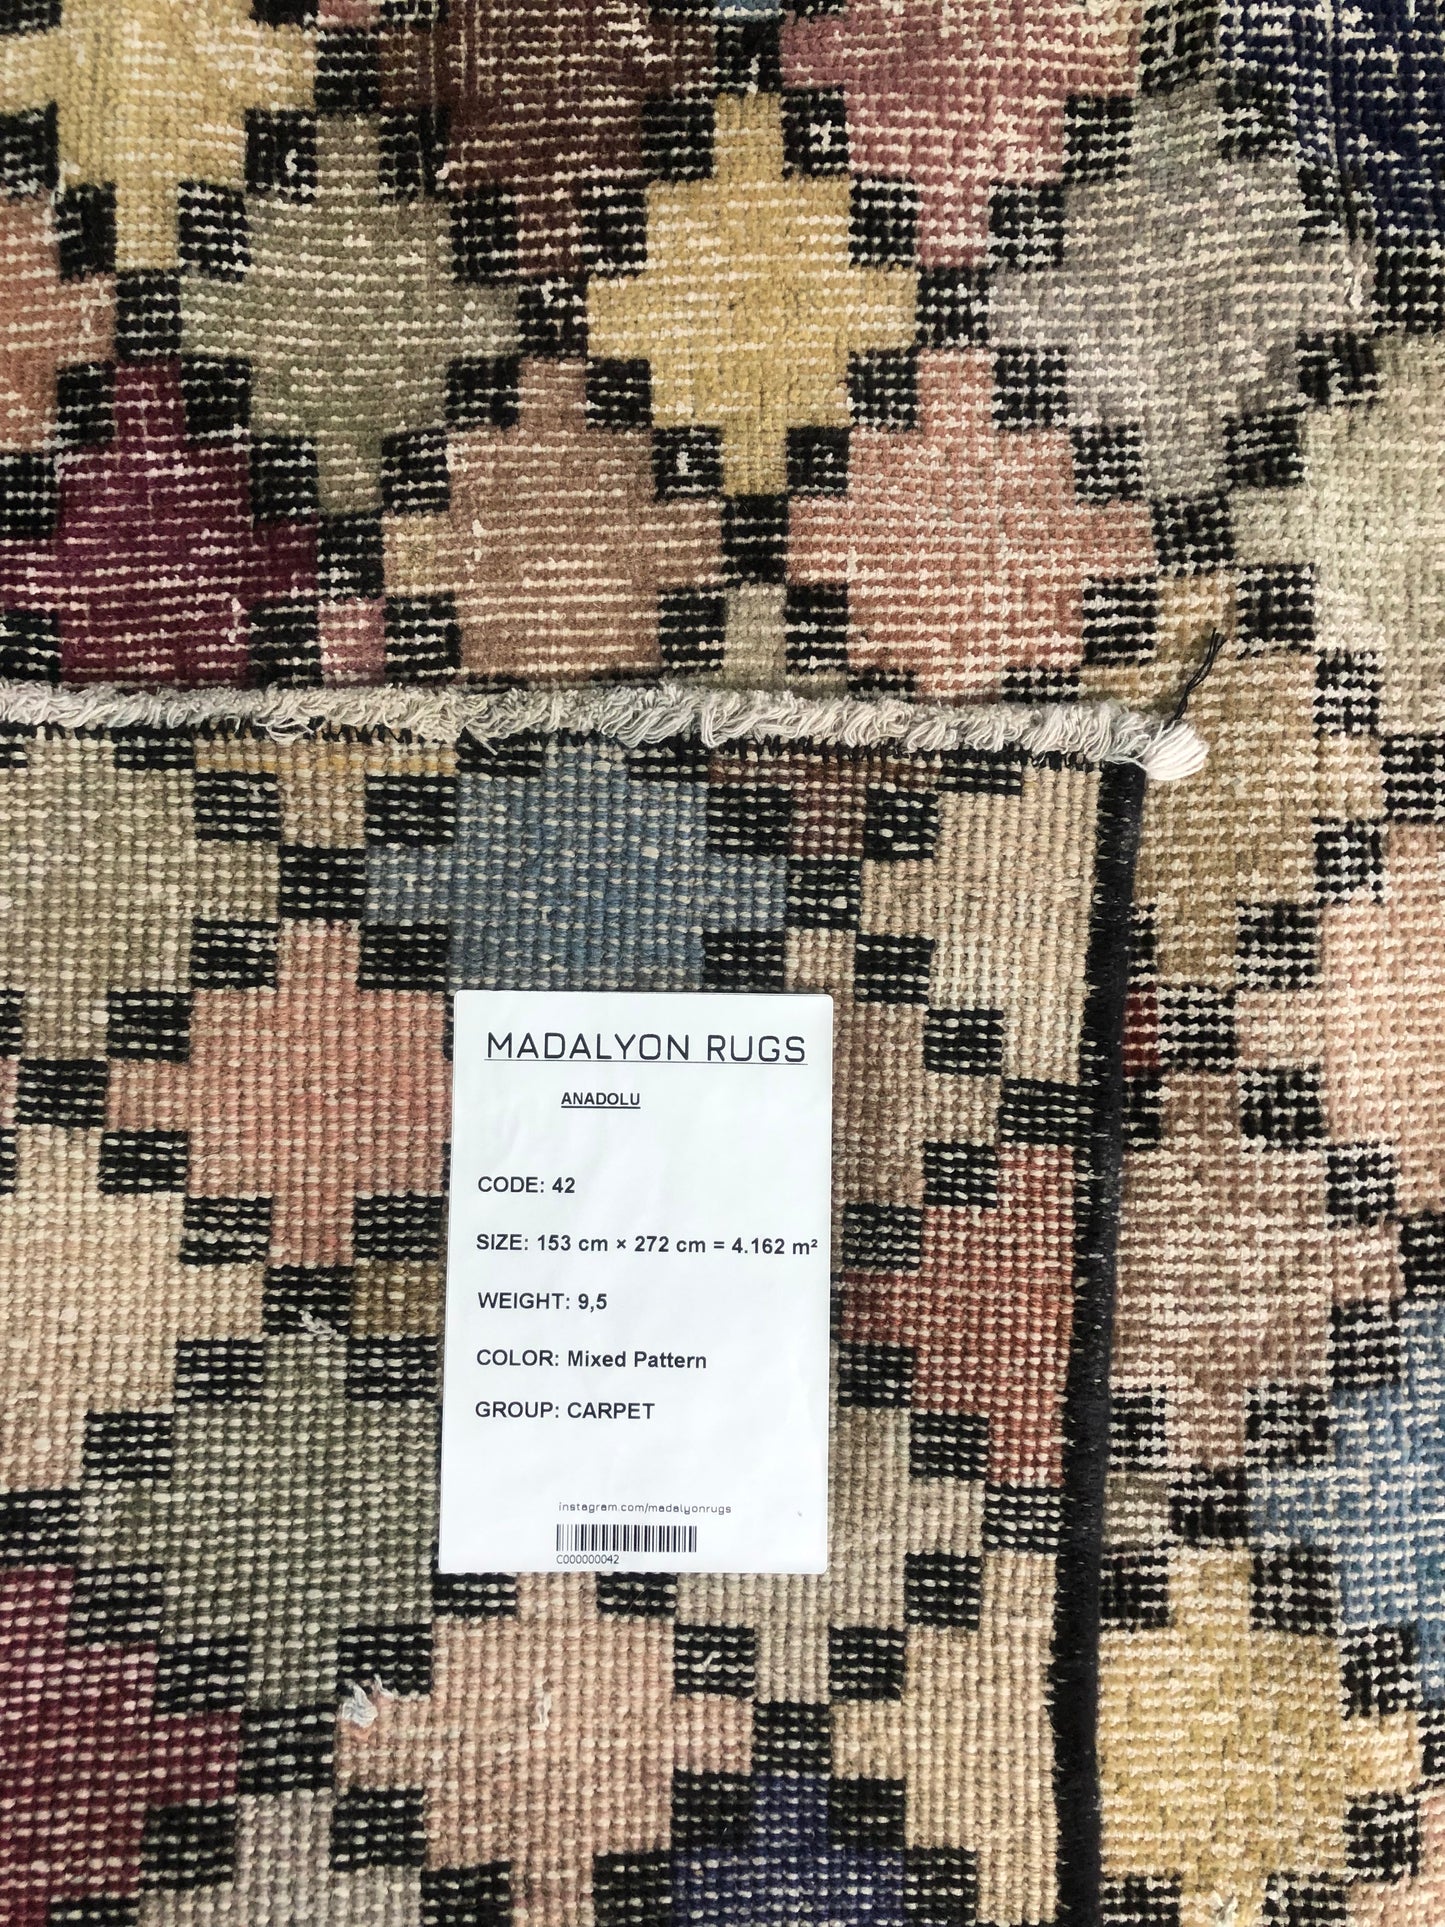 MADALYON RUGS
ANADOLU
CODE: 42
SIZE: 153 cm × 272 cm = 4.162 m²
WEIGHT: 9,5
COLOR: Mixed Pattern
GROUP: CARPET
instagram.com/madalyonrugs
C000000042